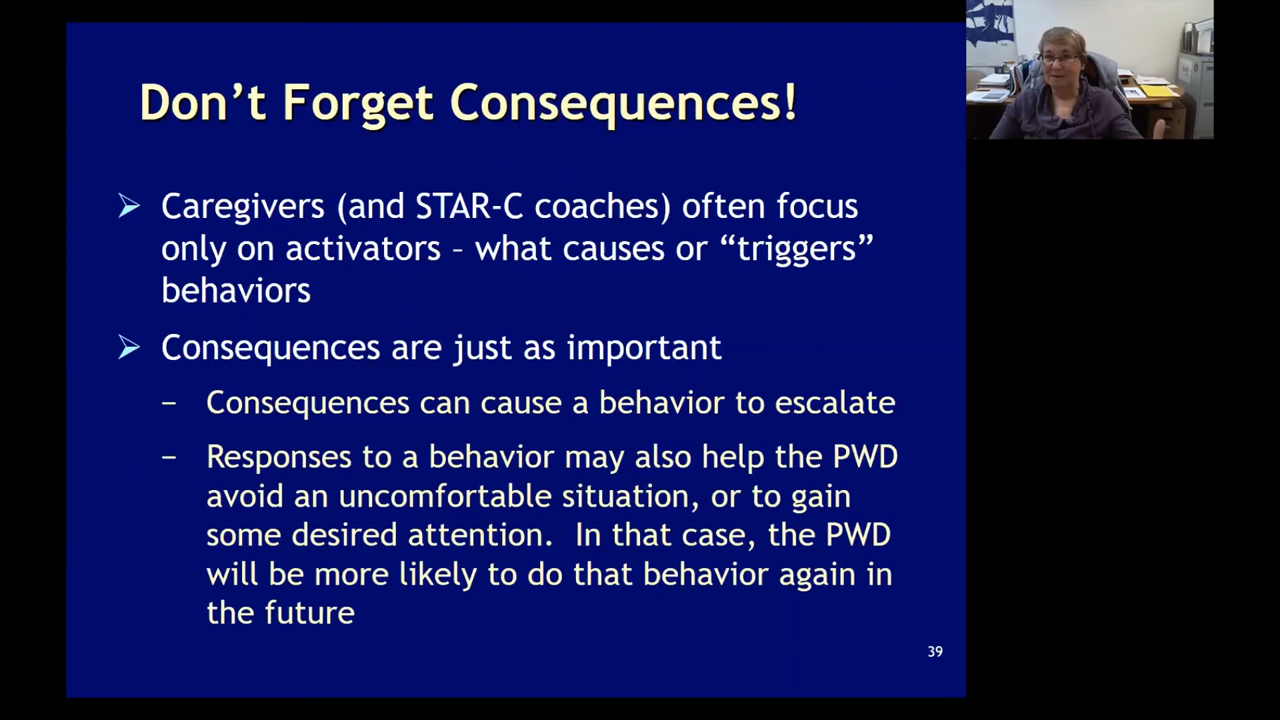 Don’t Forget Consequences!
Caregivers (and STAR-C coaches) often focus
only on activators – what causes or “triggers”
behaviors
Consequences are just as important
– Consequences can cause a behavior to escalate
– Responses to a behavior may also help the PWD
avoid an uncomfortable situation, or to gain
some desired attention. In that case, the PWD
will be more likely to do that behavior again in
the future
39